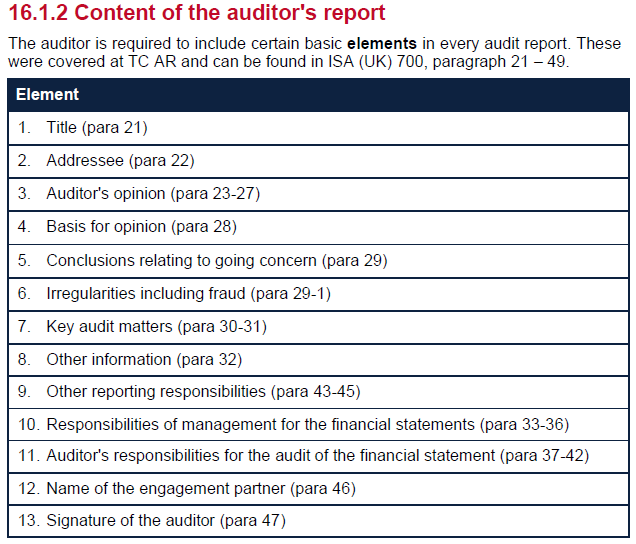 16.1.2 Content of the auditor's report
The auditor is required to include certain basic elements in every audit report. These
were covered at TC AR and can be found in ISA (UK) 700, paragraph 21 – 49.
Element
1. Title (para 21)
2. Addressee (para 22)
3. Auditor's opinion (para 23-27)
4. Basis for opinion (para 28)
5. Conclusions relating to going concern (para 29)
6. Irregularities including fraud (para 29-1)
7. Key audit matters (para 30-31)
8. Other information (para 32)
9. Other reporting responsibilities (para 43-45)
10. Responsibilities of management for the financial statements (para 33-36)
11. Auditor's responsibilities for the audit of the financial statement (para 37-42)
12. Name of the engagement partner (para 46)
13. Signature of the auditor (para 47)